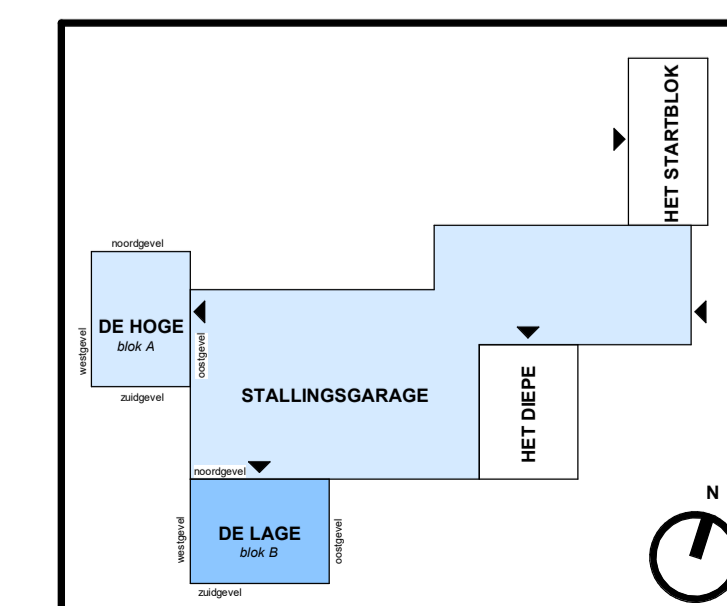 HET STARTBLOK
noordgevel
DE HOGE
blok A
westgevel
oostgevel
zuidgevel
STALLINGSGARAGE
HET DIEPE
noordgevel
DE LAGE
blok B
westgevel
oostgevel
zuidgevel
N